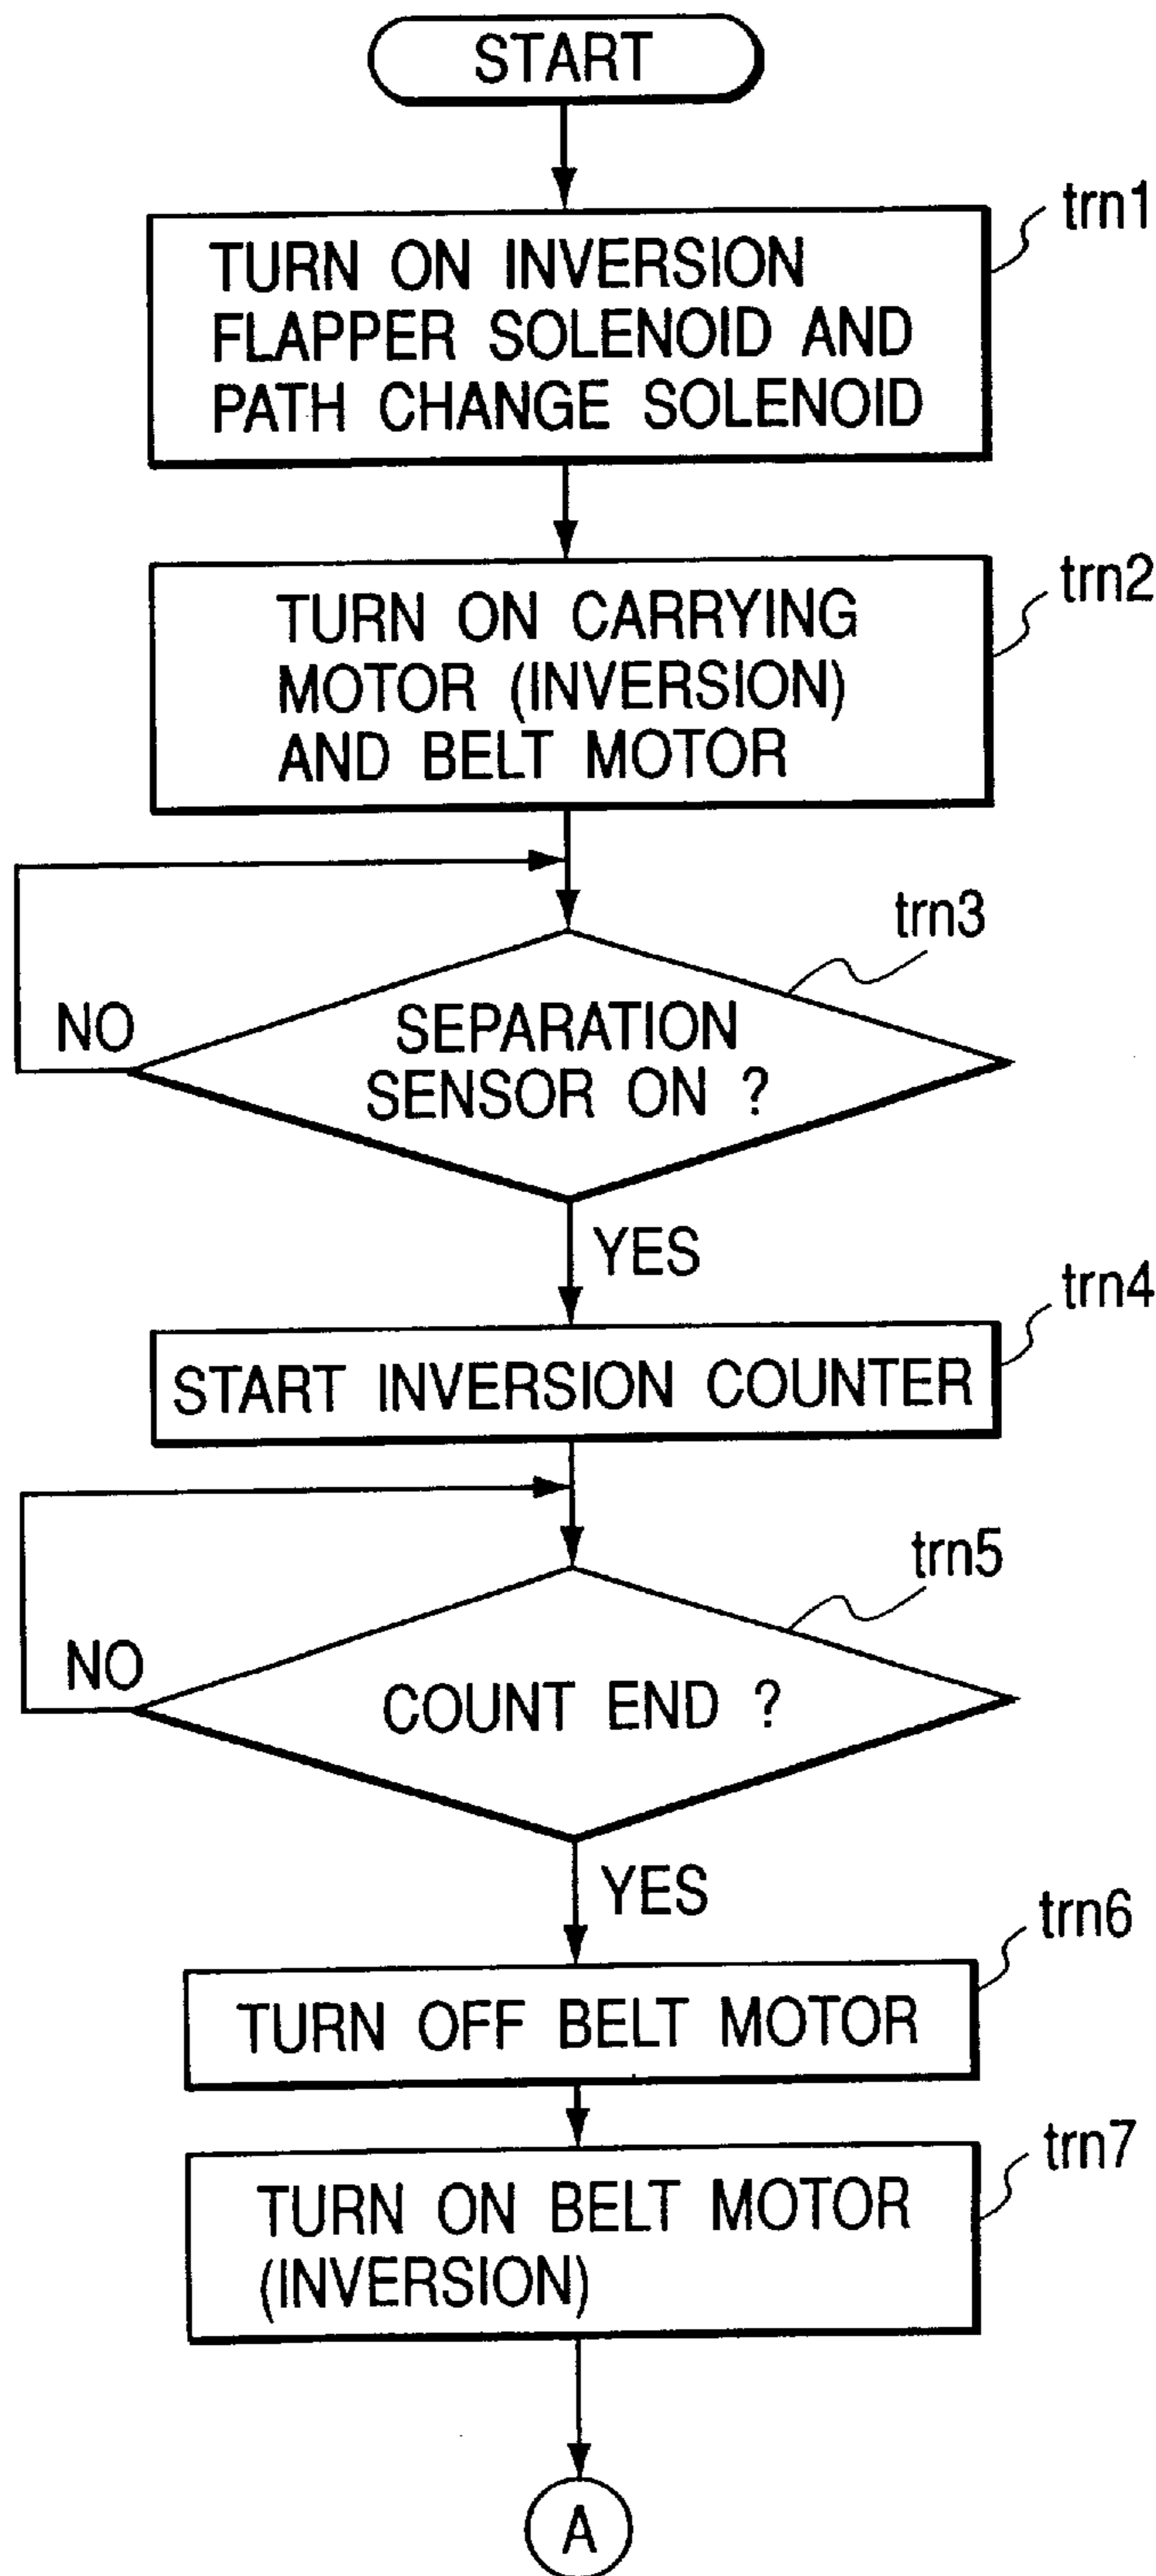 START
trn1
TURN ON INVERSION
FLAPPER SOLENOID AND
PATH CHANGE SOLENOID
trn2
TURN ON CARRYING
MOTOR (INVERSION)
AND BELT MOTOR
trn3
NO
SEPARATION
SENSOR ON ?
YES
trn4
START INVERSION COUNTER
trn5
NO
COUNT END ?
YES
trn6
TURN OFF BELT MOTOR
trn7
TURN ON BELT MOTOR
(INVERSION)
A